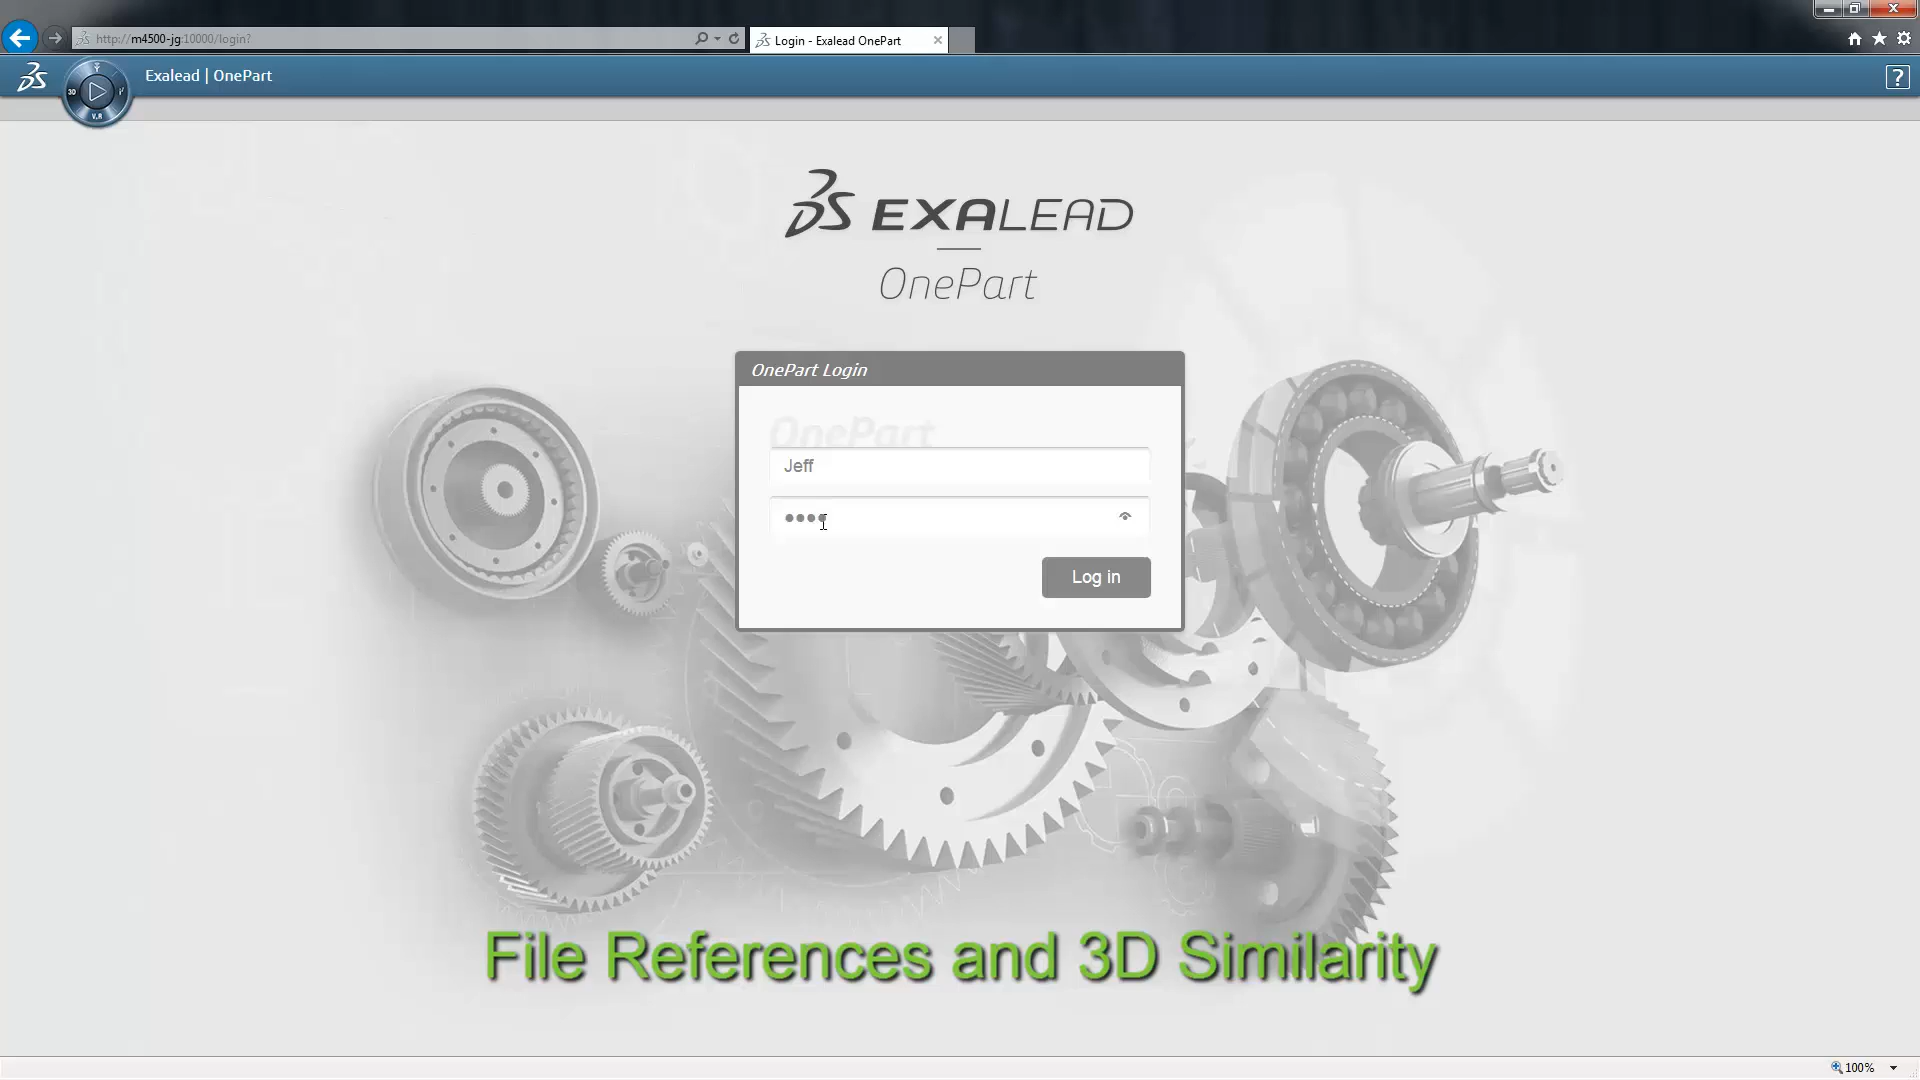 http://m4500-jg:10000/login?
Login - Exalead OnePart
Exalead | OnePart
?
3D
V.R
EXALEAD
OnePart
OnePart Login
OnePart
Jeff
Log in
File References and 3D Similarity
100%